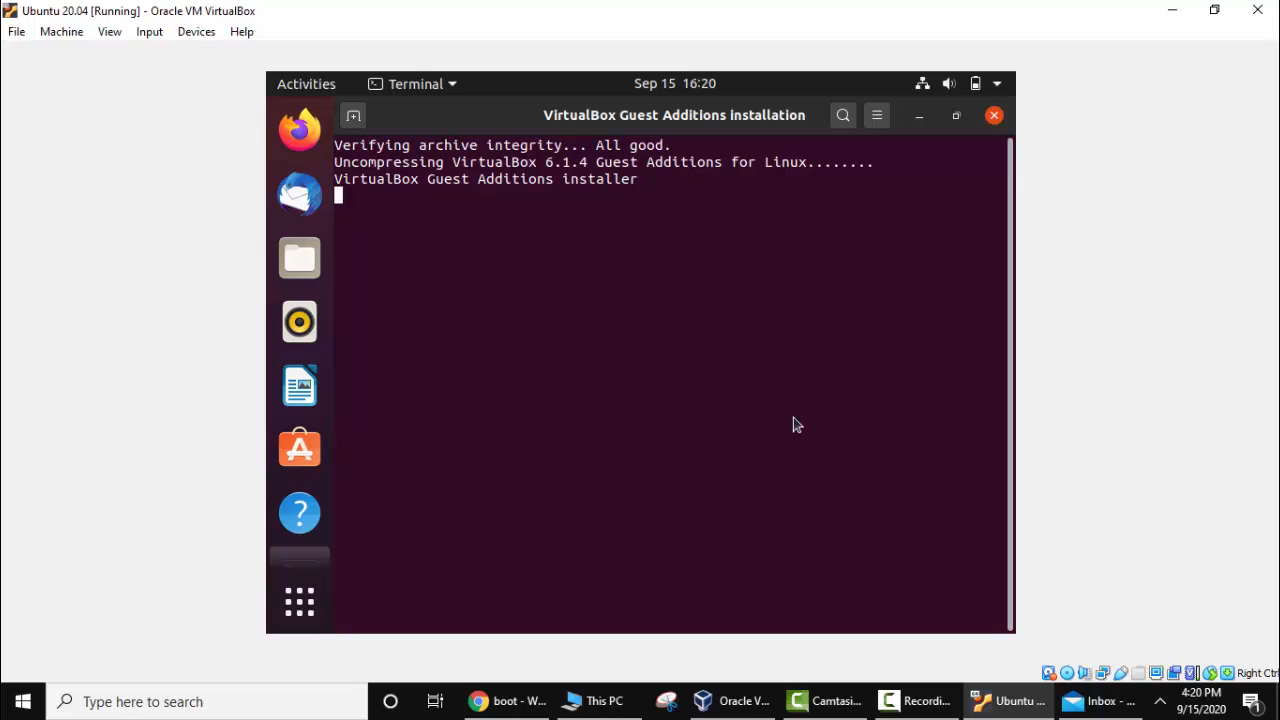 Ubuntu 20.04 [Running] - Oracle VM VirtualBox
File Machine View Input Devices Help
Activities Terminal Sep 15 16:20
VirtualBox Guest Additions installation
Verifying archive integrity... All good.
Uncompressing VirtualBox 6.1.4 Guest Additions for Linux........
VirtualBox Guest Additions installer
?
Right Ctrl
Type here to search
boot - W...
This PC
Oracle V...
Camtasi...
Recordi...
Ubuntu ...
Inbox - ...
4:20 PM
9/15/2020
1